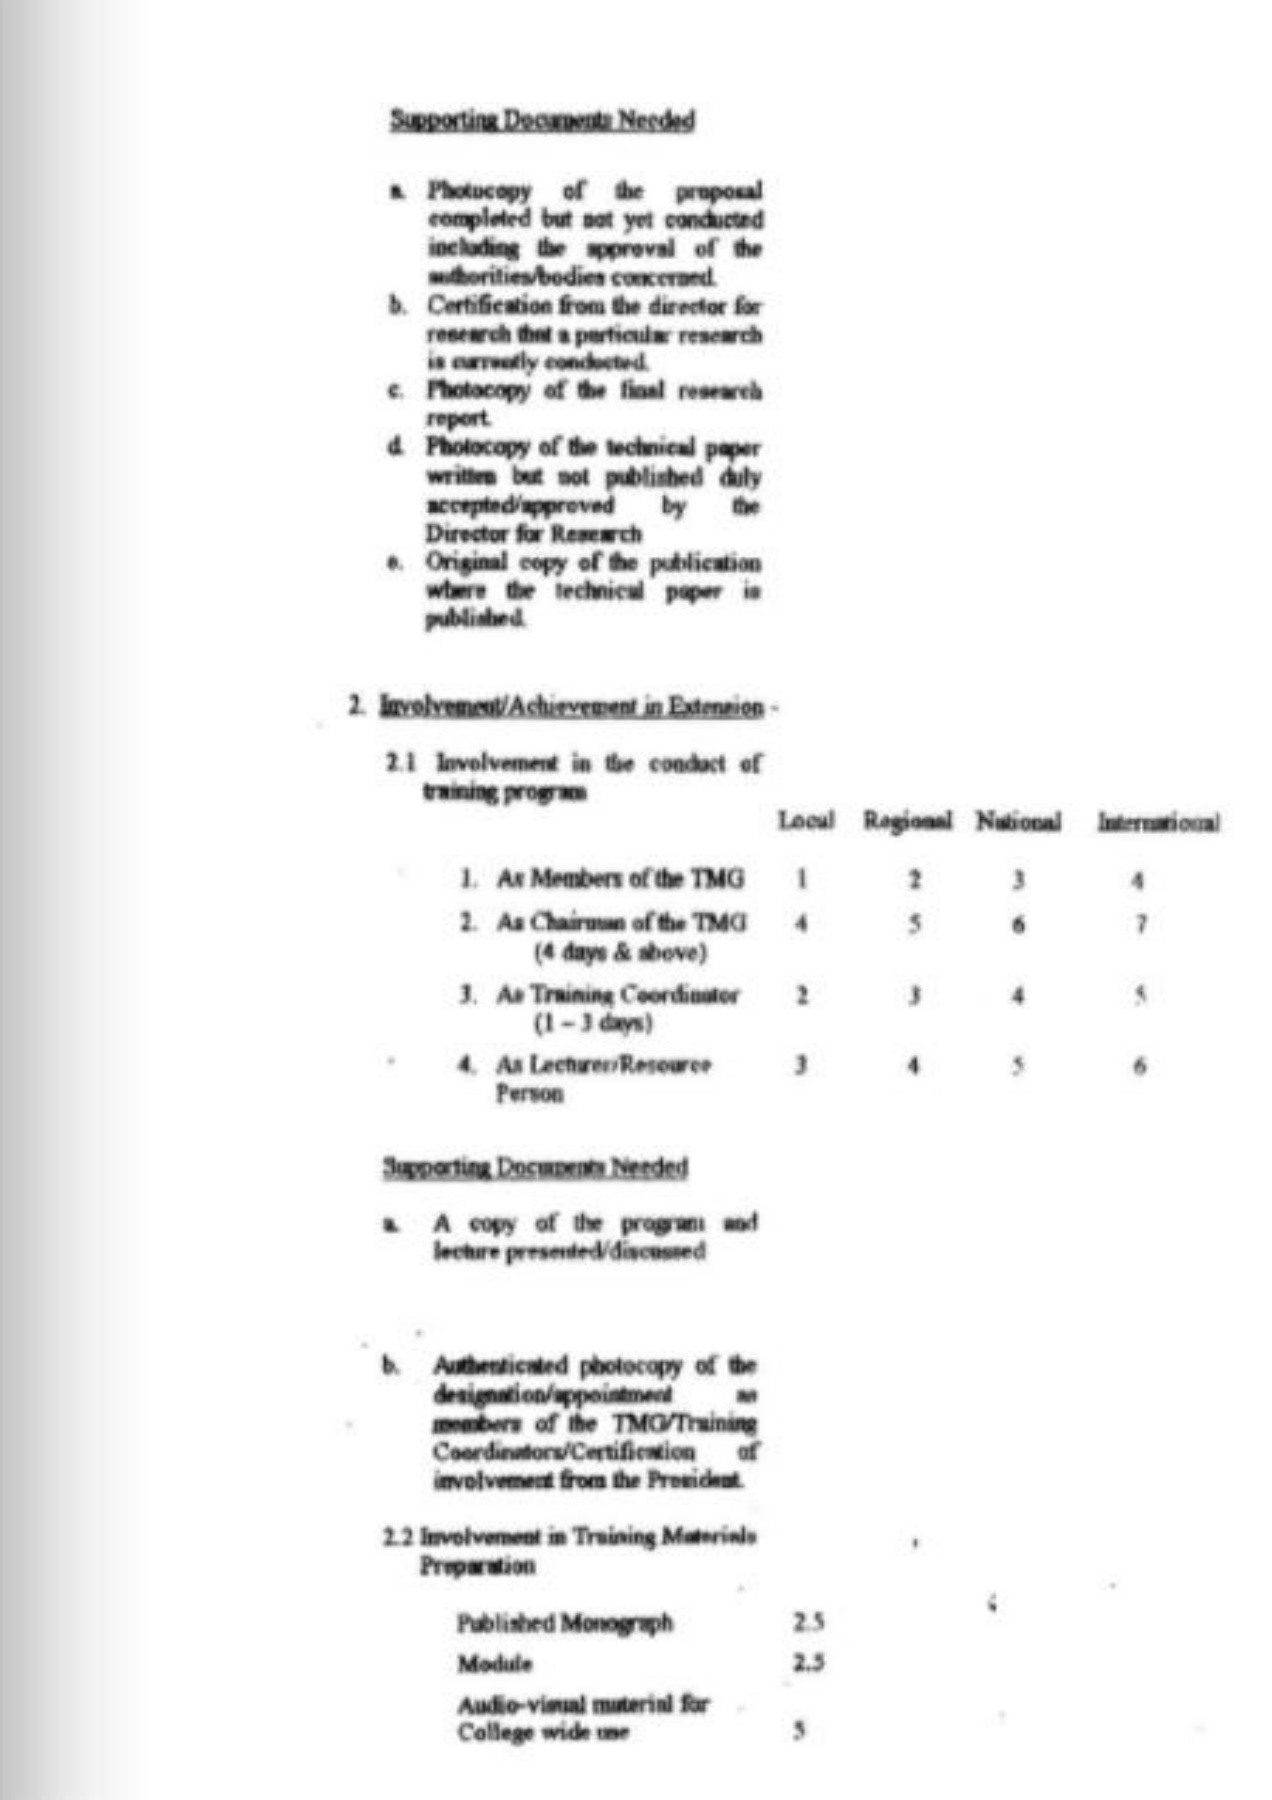 Supporting Documents Needed
a. Photocopy of the proposal
completed but not yet conducted
including the approval of the
authorities/bodies concerned.
b. Certification from the director for
research that a particular research
is currently conducted.
c. Photocopy of the final research
report.
d. Photocopy of the technical paper
written but not published duly
accepted/approved by the
Director for Research
e. Original copy of the publication
where the technical paper is
published.
2. Involvement/Achievement in Extension -
2.1 Involvement in the conduct of
training program
Local Regional National International
1. As Members of the TMG 1 2 3 4
2. As Chairman of the TMG 4 5 6 7
(4 days & above)
3. As Training Coordinator 2 3 4 5
(1 – 3 days)
4. As Lecturer/Resource 3 4 5 6
Person
Supporting Documents Needed
a. A copy of the program and
lecture presented/discussed
b. Authenticated photocopy of the
designation/appointment as
members of the TMG/Training
Coordinators/Certification of
involvement from the President.
2.2 Involvement in Training Materials
Preparation
Published Monograph 2.5
Module 2.5
Audio-visual material for
College wide use 5